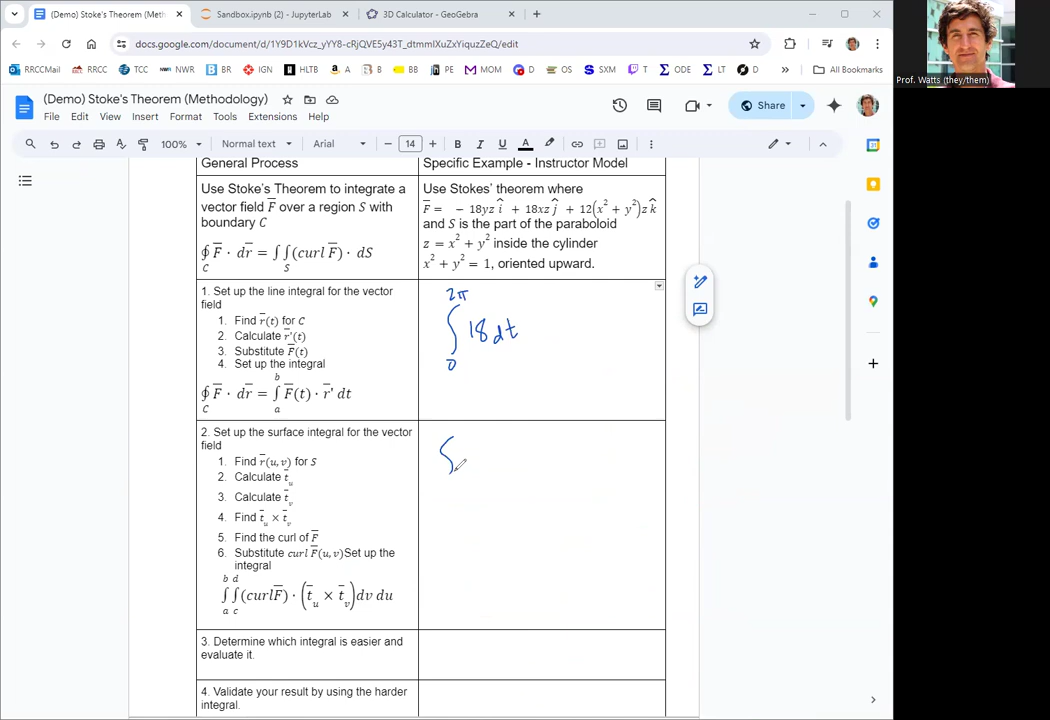 (Demo) Stoke's Theorem (Meth
Sandbox.ipynb (2) - JupyterLab
3D Calculator - GeoGebra
docs.google.com/document/d/1Y9D1kVcz_yYY8-cRjQVE5y43T_dtmmIXuZxYiquzZeQ/edit
RRCCMail
RRCC
TCC
NWR
BR
IGN
HLTB
A
B
BB
PE
MOM
D
OS
SXM
T
ODE
LT
D
All Bookmarks
Prof. Watts (they/them)
(Demo) Stoke's Theorem (Methodology)
File Edit View Insert Format Tools Extensions Help
Share
100%
Normal text
Arial
14
B I U A
General Process
Specific Example - Instructor Model
Use Stoke's Theorem to integrate a
vector field F̅ over a region S with
boundary C
∮ F̅ · dr̅ = ∫ ∫ (curl F̅) · dS
C S
Use Stokes' theorem where
F̅ = − 18yz î + 18xz ĵ + 12(x² + y²)z k̂
and S is the part of the paraboloid
z = x² + y² inside the cylinder
x² + y² = 1, oriented upward.
1. Set up the line integral for the vector
field
1. Find r̅(t) for C
2. Calculate r̅'(t)
3. Substitute F̅(t)
4. Set up the integral
b
∮ F̅ · dr̅ = ∫ F̅(t) · r̅' dt
C a
2π
∫ 18 dt
0
2. Set up the surface integral for the vector
field
1. Find r̅(u, v) for S
2. Calculate t̅u
3. Calculate t̅v
4. Find t̅u × t̅v
5. Find the curl of F̅
6. Substitute curl F̅(u, v)Set up the
integral
b d
∫ ∫ (curlF̅) · (t̅u × t̅v)dv du
a c
∫
3. Determine which integral is easier and
evaluate it.
4. Validate your result by using the harder
integral.